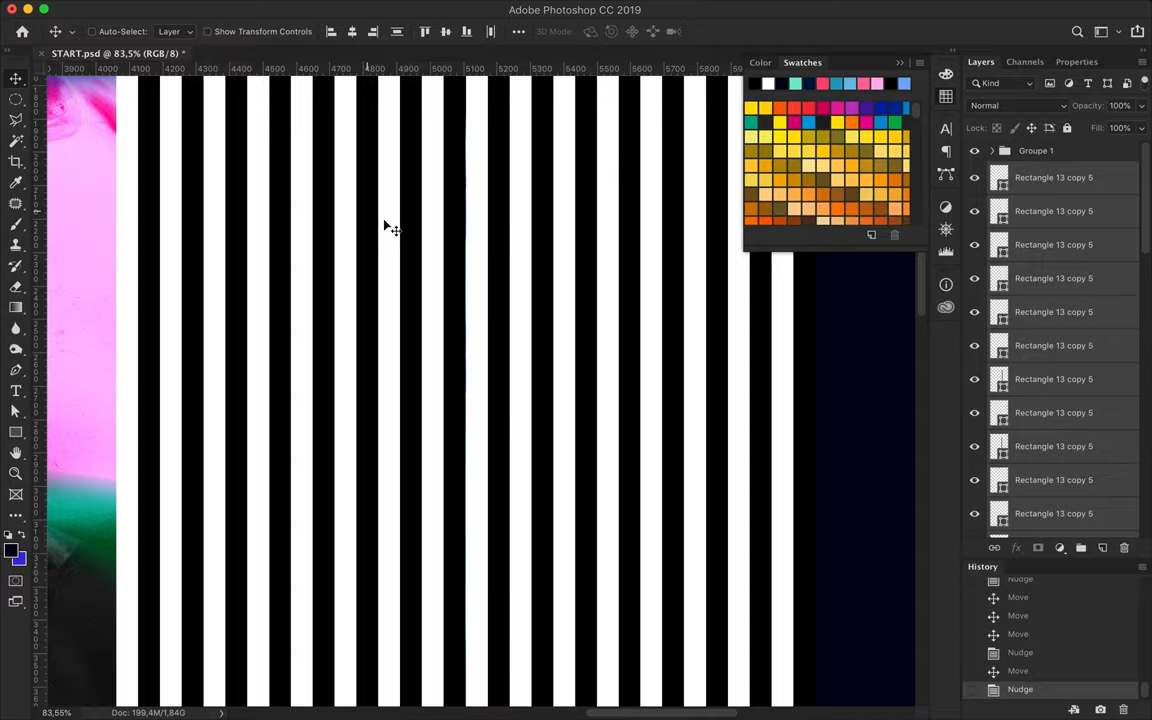 Adobe Photoshop CC 2019
Auto-Select:
Layer
Show Transform Controls
3D Mode:
START.psd @ 83,5% (RGB/8) *
3900 4000 4100 4200 4300 4400 4500 4600 4700 4800 4900 5000 5100 5200 5300 5400 5500 5600 5700 5800 59
Color
Swatches
Layers
Channels
Properties
Kind
Normal
Opacity: 100%
Lock:
Fill: 100%
Groupe 1
Rectangle 13 copy 5
Rectangle 13 copy 5
Rectangle 13 copy 5
Rectangle 13 copy 5
Rectangle 13 copy 5
Rectangle 13 copy 5
Rectangle 13 copy 5
Rectangle 13 copy 5
Rectangle 13 copy 5
Rectangle 13 copy 5
Rectangle 13 copy 5
fx
History
Nudge
Move
Move
Move
Nudge
Move
Nudge
83,55%
Doc: 199,4M/1,84G